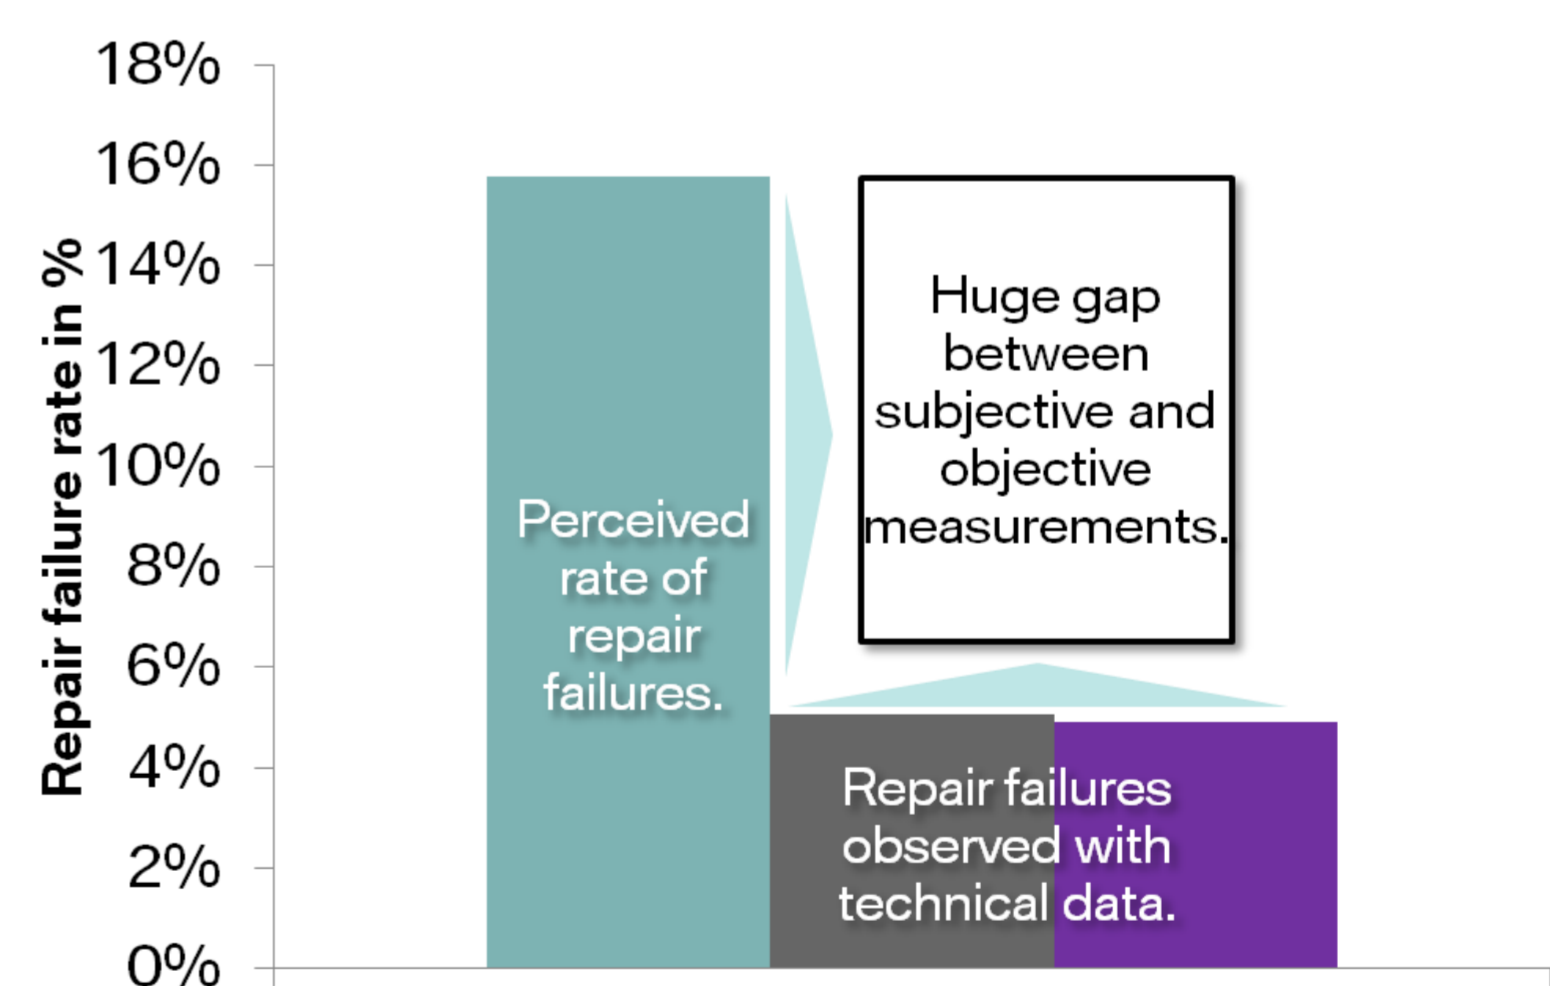 18%
16%
14%
12%
10%
8%
6%
4%
2%
0%
Repair failure rate in %
Perceived
rate of
repair
failures.
Huge gap
between
subjective and
objective
measurements.
Repair failures
observed with
technical data.